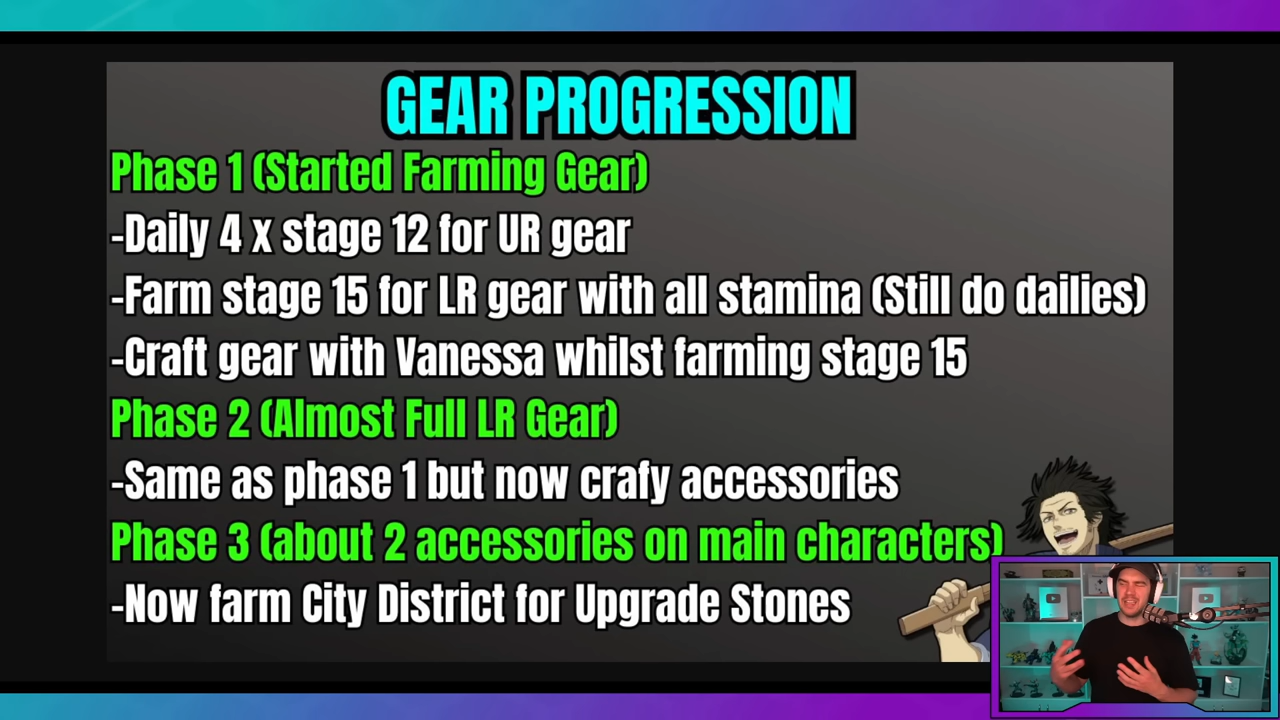 GEAR PROGRESSION
Phase 1 (Started Farming Gear)
-Daily 4 x stage 12 for UR gear
-Farm stage 15 for LR gear with all stamina (Still do dailies)
-Craft gear with Vanessa whilst farming stage 15
Phase 2 (Almost Full LR Gear)
-Same as phase 1 but now crafy accessories
Phase 3 (about 2 accessories on main characters)
-Now farm City District for Upgrade Stones